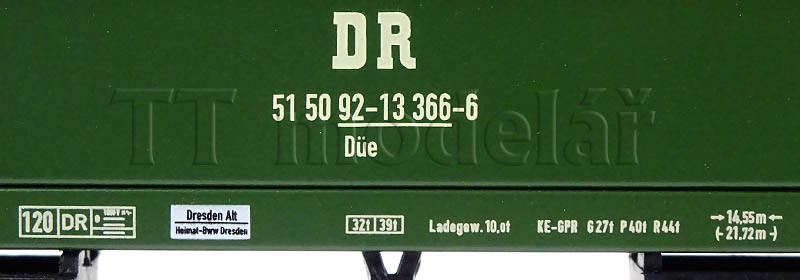 DR
51 50 92-13 366-6
Düe
TT modelář
120 DR
Dresden Alt
Heimat-Bww Dresden
32t 39t
Ladegew. 10,0t
KE-GPR G27t P40t R44t
→14,55m←
(-21,72m-)